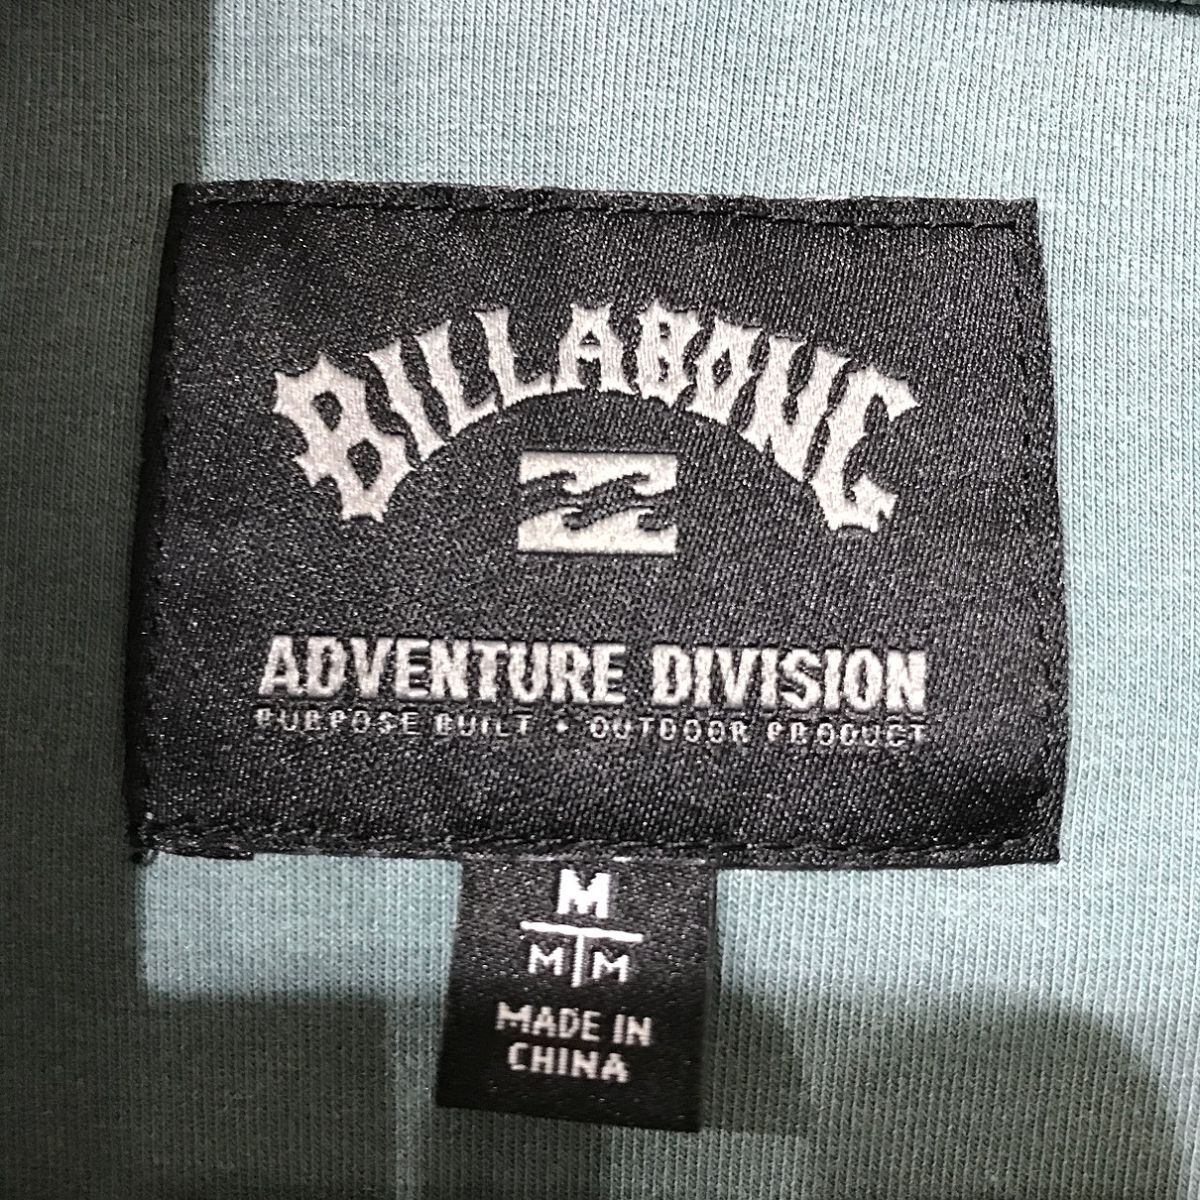 BILLABONG
ADVENTURE DIVISION
PURPOSE BUILT • OUTDOOR PRODUCT
M
M M
MADE IN
CHINA